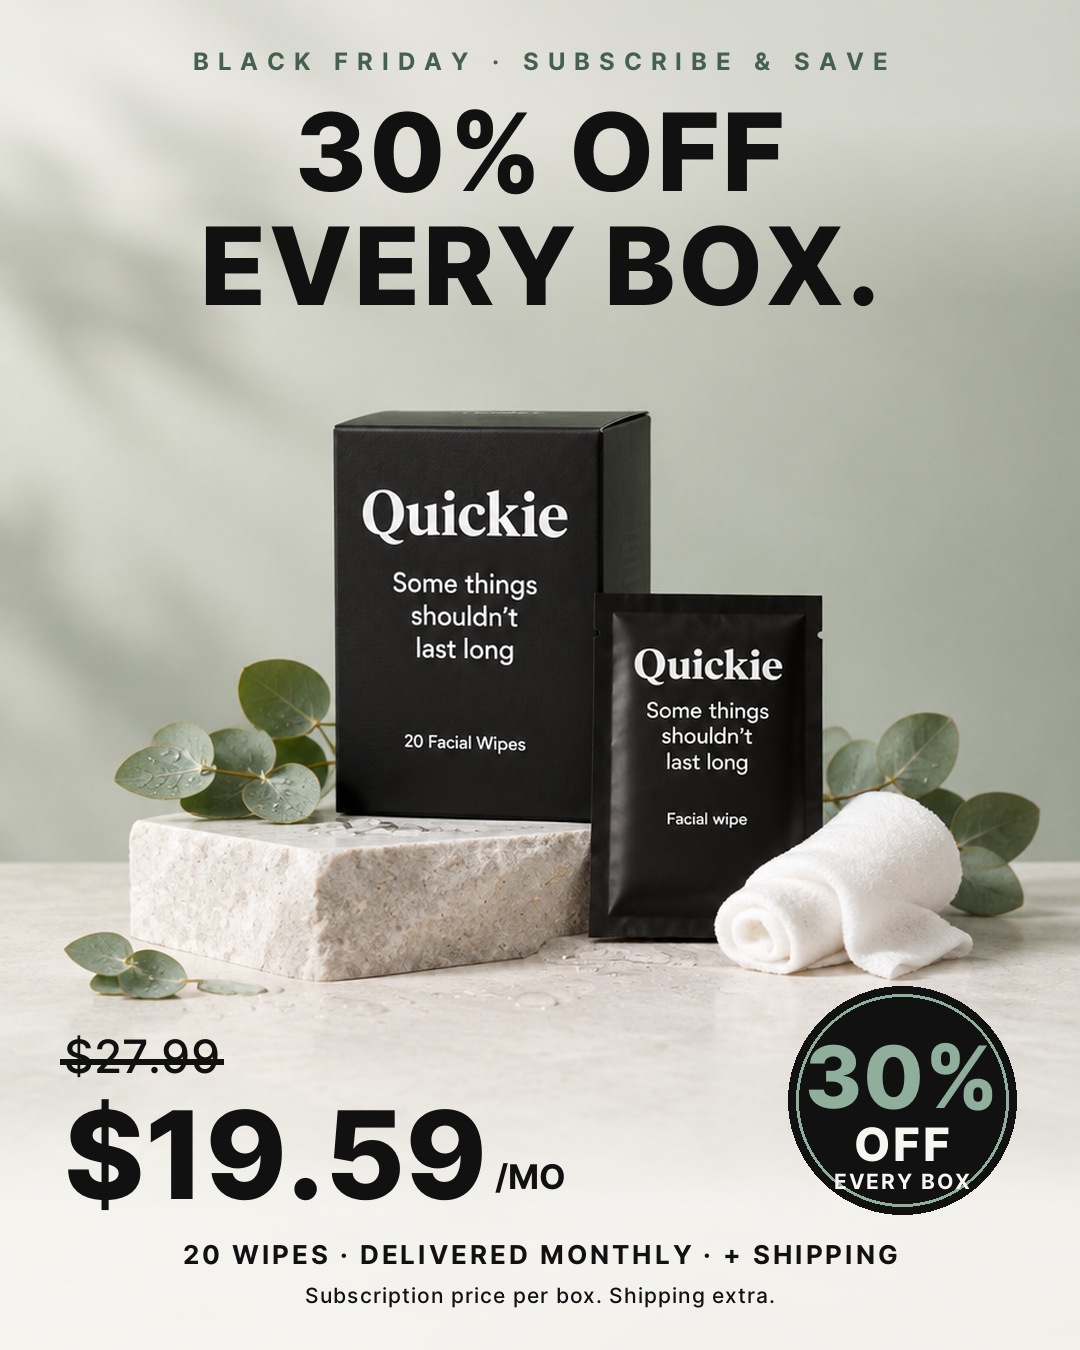 BLACK FRIDAY · SUBSCRIBE & SAVE
30% OFF
EVERY BOX.
Quickie
Some things
shouldn’t
last long
20 Facial Wipes
Quickie
Some things
shouldn’t
last long
Facial wipe
$27.99
$19.59 /MO
30%
OFF
EVERY BOX
20 WIPES · DELIVERED MONTHLY · + SHIPPING
Subscription price per box. Shipping extra.